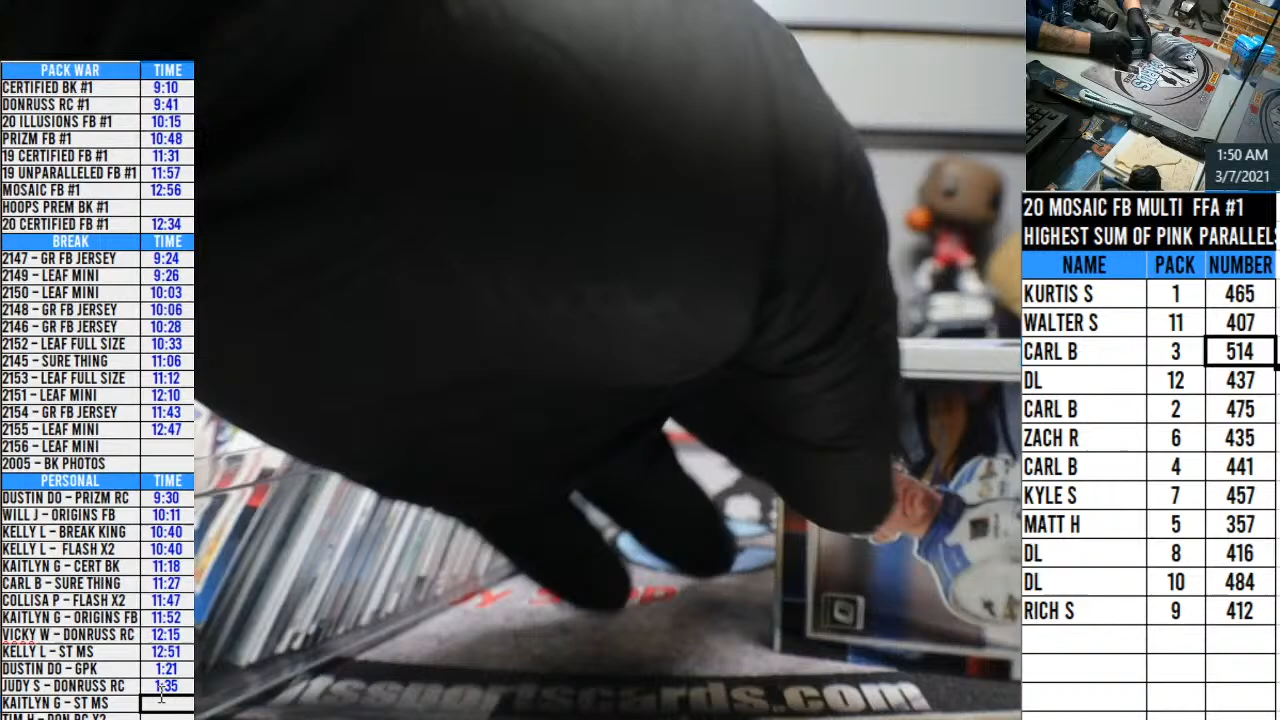 PACK WAR TIME
CERTIFIED BK #1 9:10
DONRUSS RC #1 9:41
20 ILLUSIONS FB #1 10:15
PRIZM FB #1 10:48
19 CERTIFIED FB #1 11:31
19 UNPARALLELED FB #1 11:57
MOSAIC FB #1 12:56
HOOPS PREM BK #1
20 CERTIFIED FB #1 12:34
BREAK TIME
2147 - GR FB JERSEY 9:24
2149 - LEAF MINI 9:26
2150 - LEAF MINI 10:03
2148 - GR FB JERSEY 10:06
2146 - GR FB JERSEY 10:28
2152 - LEAF FULL SIZE 10:33
2145 - SURE THING 11:06
2153 - LEAF FULL SIZE 11:12
2151 - LEAF MINI 12:10
2154 - GR FB JERSEY 11:43
2155 - LEAF MINI 12:47
2156 - LEAF MINI
2005 - BK PHOTOS
PERSONAL TIME
DUSTIN DO - PRIZM RC 9:30
WILL J - ORIGINS FB 10:11
KELLY L - BREAK KING 10:40
KELLY L - FLASH X2 10:40
KAITLYN G - CERT BK 11:18
CARL B - SURE THING 11:27
COLLISA P - FLASH X2 11:47
KAITLYN G - ORIGINS FB 11:52
VICKY W - DONRUSS RC 12:15
KELLY L - ST MS 12:51
DUSTIN DO - GPK 1:21
JUDY S - DONRUSS RC 1:35
KAITLYN G - ST MS
TIM H - DON RC X2
1:50 AM
3/7/2021
20 MOSAIC FB MULTI FFA #1
HIGHEST SUM OF PINK PARALLELS
NAME PACK NUMBER
KURTIS S 1 465
WALTER S 11 407
CARL B 3 514
DL 12 437
CARL B 2 475
ZACH R 6 435
CARL B 4 441
KYLE S 7 457
MATT H 5 357
DL 8 416
DL 10 484
RICH S 9 412